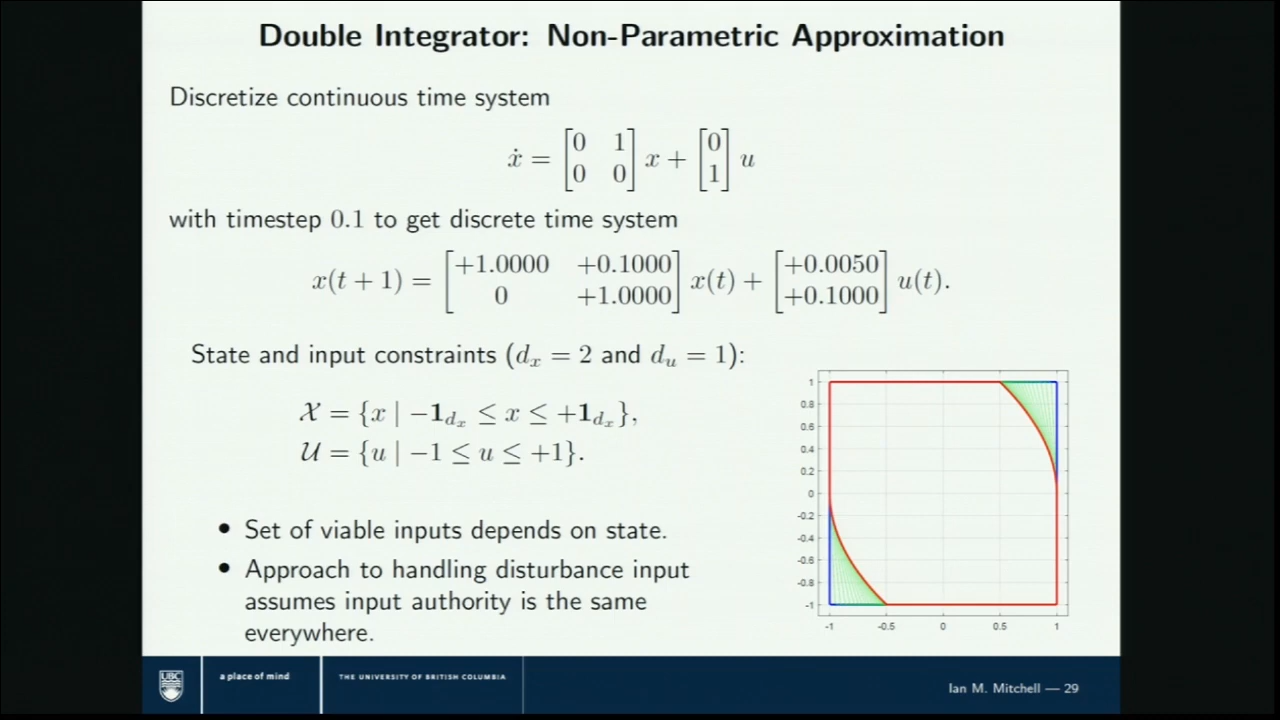 Double Integrator: Non-Parametric Approximation
Discretize continuous time system
ẋ = [0 1; 0 0] x + [0; 1] u
with timestep 0.1 to get discrete time system
x(t + 1) = [+1.0000 +0.1000; 0 +1.0000] x(t) + [+0.0050; +0.1000] u(t).
State and input constraints (d_x = 2 and d_u = 1):
𝒳 = {x | −1_{d_x} ≤ x ≤ +1_{d_x}},
𝒰 = {u | −1 ≤ u ≤ +1}.
• Set of viable inputs depends on state.
• Approach to handling disturbance input
assumes input authority is the same
everywhere.
1
0.8
0.6
0.4
0.2
0
-0.2
-0.4
-0.6
-0.8
-1
-1 -0.5 0 0.5 1
UBC
a place of mind
THE UNIVERSITY OF BRITISH COLUMBIA
Ian M. Mitchell — 29